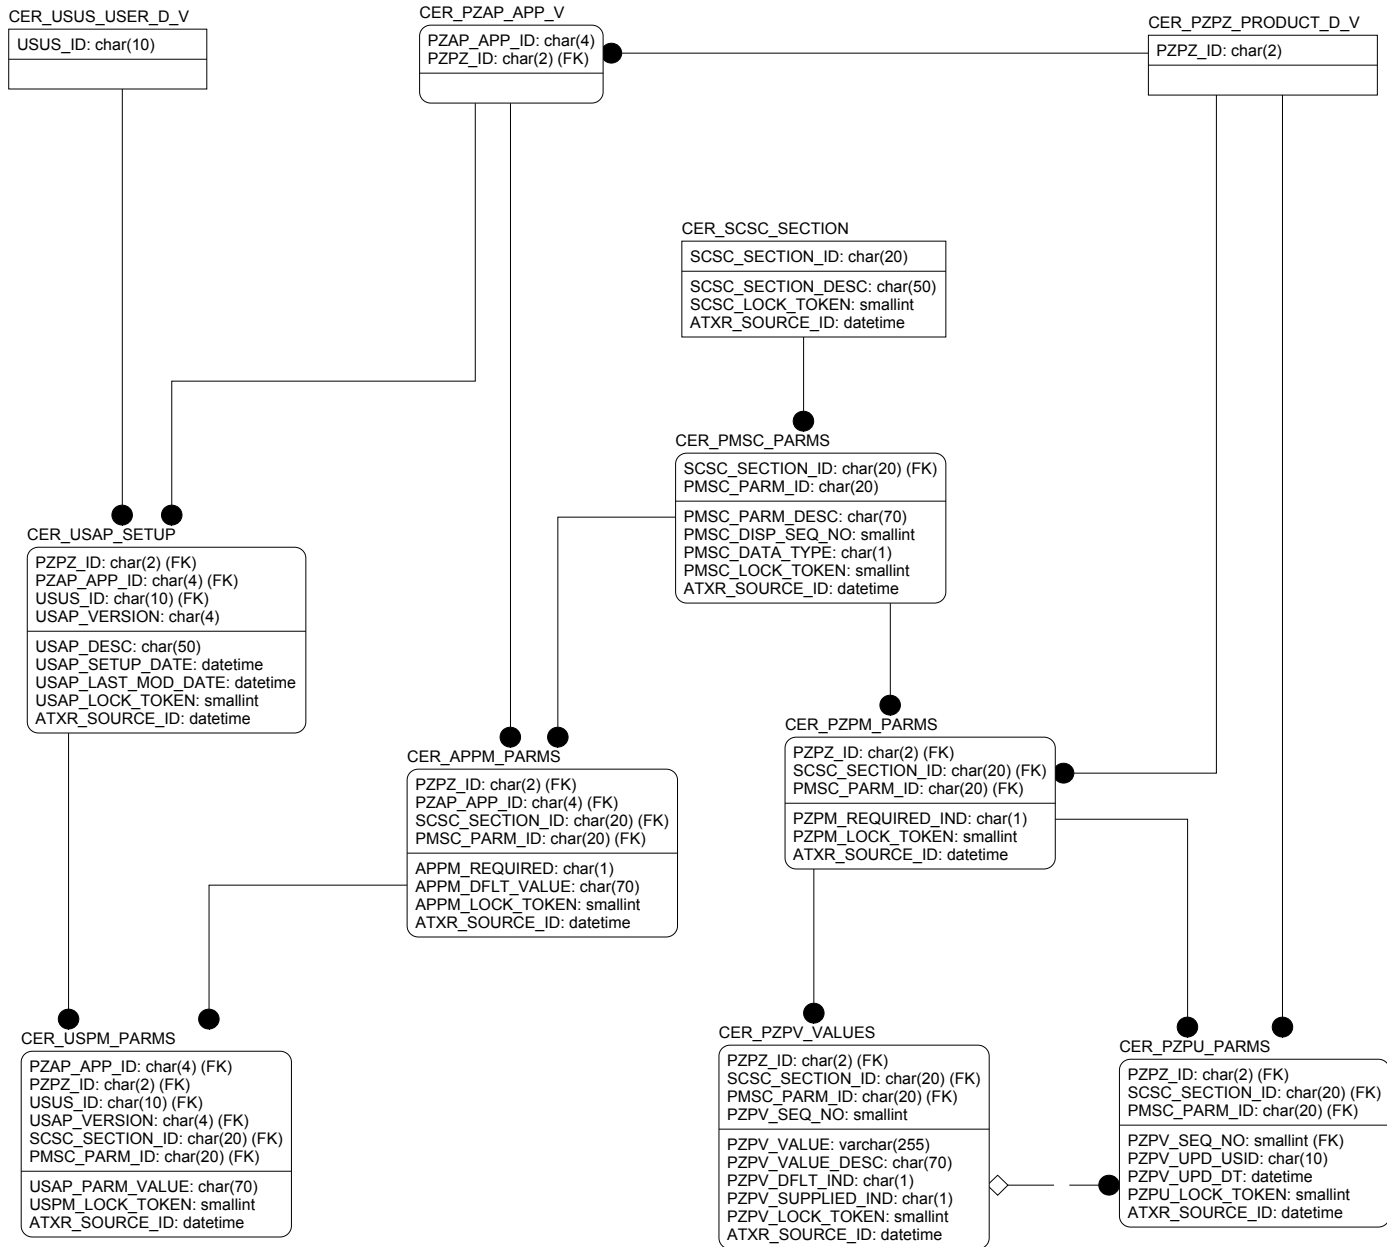 CER_USUS_USER_D_V
USUS_ID: char(10)
CER_PZAP_APP_V
PZAP_APP_ID: char(4)
PZPZ_ID: char(2) (FK)
CER_PZPZ_PRODUCT_D_V
PZPZ_ID: char(2)
CER_SCSC_SECTION
SCSC_SECTION_ID: char(20)
SCSC_SECTION_DESC: char(50)
SCSC_LOCK_TOKEN: smallint
ATXR_SOURCE_ID: datetime
CER_PMSC_PARMS
SCSC_SECTION_ID: char(20) (FK)
PMSC_PARM_ID: char(20)
PMSC_PARM_DESC: char(70)
PMSC_DISP_SEQ_NO: smallint
PMSC_DATA_TYPE: char(1)
PMSC_LOCK_TOKEN: smallint
ATXR_SOURCE_ID: datetime
CER_USAP_SETUP
PZPZ_ID: char(2) (FK)
PZAP_APP_ID: char(4) (FK)
USUS_ID: char(10) (FK)
USAP_VERSION: char(4)
USAP_DESC: char(50)
USAP_SETUP_DATE: datetime
USAP_LAST_MOD_DATE: datetime
USAP_LOCK_TOKEN: smallint
ATXR_SOURCE_ID: datetime
CER_APPM_PARMS
PZPZ_ID: char(2) (FK)
PZAP_APP_ID: char(4) (FK)
SCSC_SECTION_ID: char(20) (FK)
PMSC_PARM_ID: char(20) (FK)
APPM_REQUIRED: char(1)
APPM_DFLT_VALUE: char(70)
APPM_LOCK_TOKEN: smallint
ATXR_SOURCE_ID: datetime
CER_PZPM_PARMS
PZPZ_ID: char(2) (FK)
SCSC_SECTION_ID: char(20) (FK)
PMSC_PARM_ID: char(20) (FK)
PZPM_REQUIRED_IND: char(1)
PZPM_LOCK_TOKEN: smallint
ATXR_SOURCE_ID: datetime
CER_USPM_PARMS
PZAP_APP_ID: char(4) (FK)
PZPZ_ID: char(2) (FK)
USUS_ID: char(10) (FK)
USAP_VERSION: char(4) (FK)
SCSC_SECTION_ID: char(20) (FK)
PMSC_PARM_ID: char(20) (FK)
USAP_PARM_VALUE: char(70)
USPM_LOCK_TOKEN: smallint
ATXR_SOURCE_ID: datetime
CER_PZPV_VALUES
PZPZ_ID: char(2) (FK)
SCSC_SECTION_ID: char(20) (FK)
PMSC_PARM_ID: char(20) (FK)
PZPV_SEQ_NO: smallint
PZPV_VALUE: varchar(255)
PZPV_VALUE_DESC: char(70)
PZPV_DFLT_IND: char(1)
PZPV_SUPPLIED_IND: char(1)
PZPV_LOCK_TOKEN: smallint
ATXR_SOURCE_ID: datetime
CER_PZPU_PARMS
PZPZ_ID: char(2) (FK)
SCSC_SECTION_ID: char(20) (FK)
PMSC_PARM_ID: char(20) (FK)
PZPV_SEQ_NO: smallint (FK)
PZPV_UPD_USID: char(10)
PZPV_UPD_DT: datetime
PZPU_LOCK_TOKEN: smallint
ATXR_SOURCE_ID: datetime